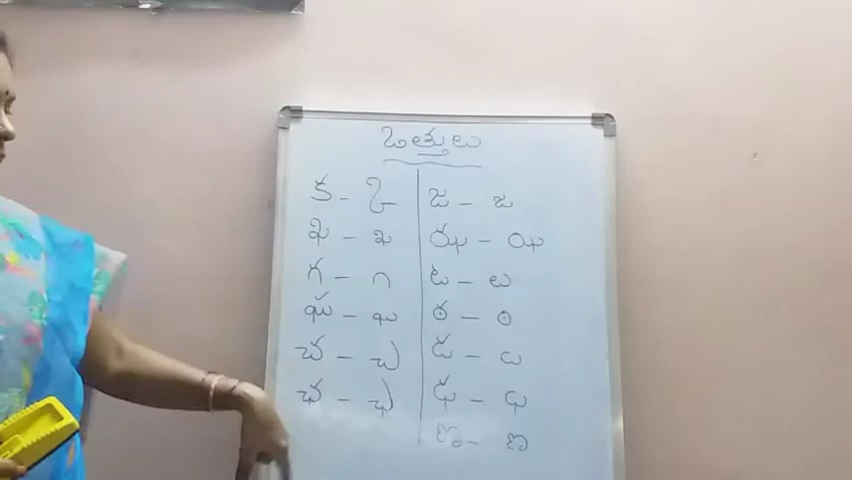 ఒత్తులు
క - ్క
ఖ - ్ఖ
గ - ్గ
ఘ - ్ఘ
చ - ్చ
ఛ - ్ఛ
జ - ్జ
ఝ - ్ఝ
ట - ్ట
ఠ - ్ఠ
డ - ్డ
ఢ - ్ఢ
ణ - ్ణ